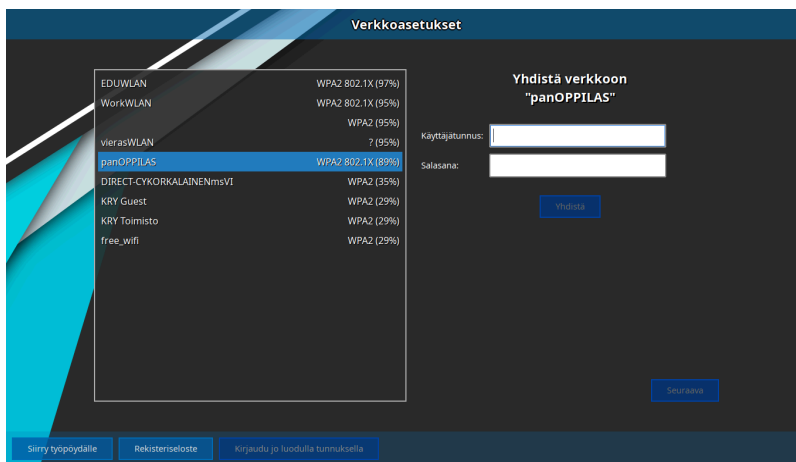 Verkkoasetukset
EDUWLAN WPA2 802.1X (97%)
WorkWLAN WPA2 802.1X (95%)
WPA2 (95%)
vierasWLAN ? (95%)
panOPPILAS WPA2 802.1X (89%)
DIRECT-CYKORKALAINENmsVI WPA2 (35%)
KRY Guest WPA2 (29%)
KRY Toimisto WPA2 (29%)
free_wifi WPA2 (29%)
Yhdistä verkkoon
"panOPPILAS"
Käyttäjätunnus:
Salasana:
Yhdistä
Seuraava
Siirry työpöydälle Rekisteriseloste Kirjaudu jo luodulla tunnuksella